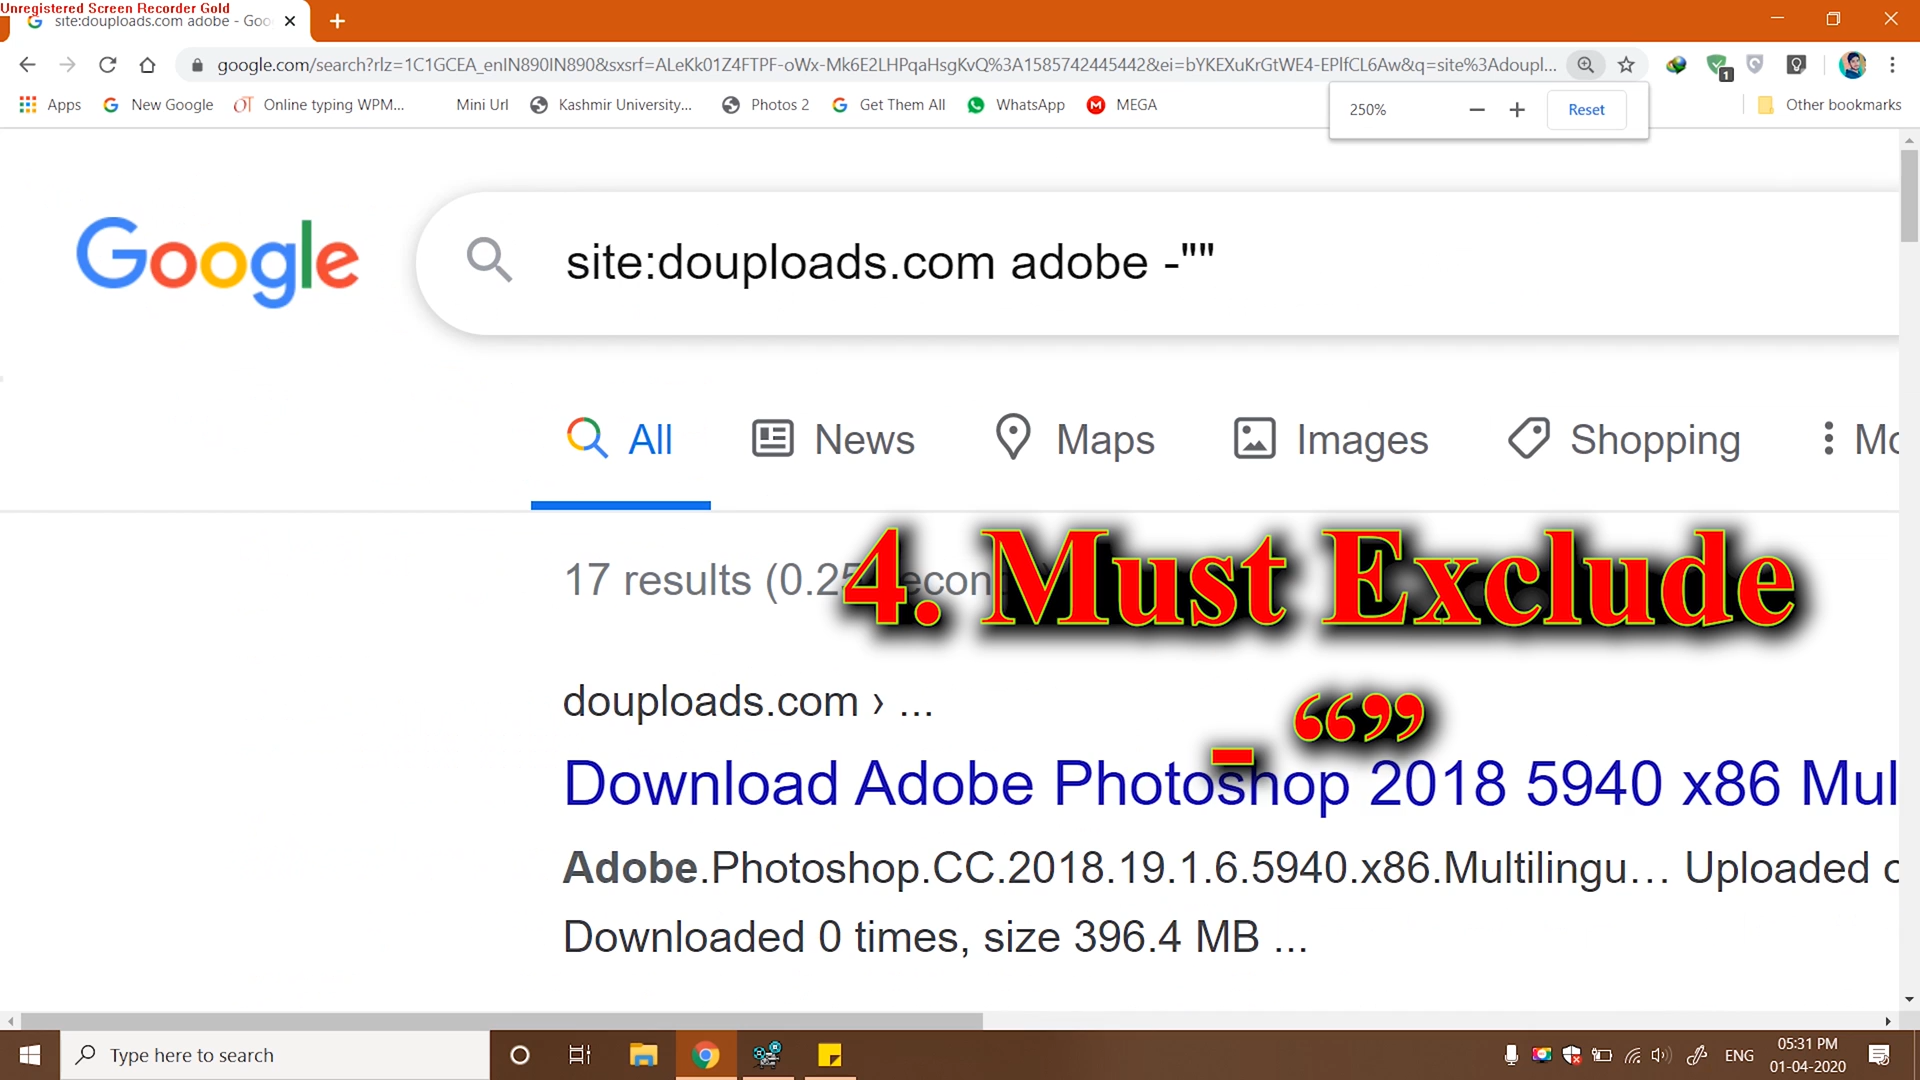 Unregistered Screen Recorder Gold
site:douploads.com adobe - Goo
google.com/search?rlz=1C1GCEA_enIN890IN890&sxsrf=ALeKk01Z4FTPF-oWx-Mk6E2LHPqaHsgKvQ%3A1585742445442&ei=bYKEXuKrGtWE4-EPlfCL6Aw&q=site%3Adoupl...
Apps New Google Online typing WPM... Mini Url Kashmir University... Photos 2 Get Them All WhatsApp MEGA Other bookmarks
250% Reset
Google site:douploads.com adobe -""
All News Maps Images Shopping
17 results (0.25
4. Must Exclude
- “”
douploads.com › ...
Download Adobe Photoshop 2018 5940 x86 Mul
Adobe.Photoshop.CC.2018.19.1.6.5940.x86.Multilingu... Uploaded
Downloaded 0 times, size 396.4 MB ...
Type here to search
ENG
05:31 PM
01-04-2020